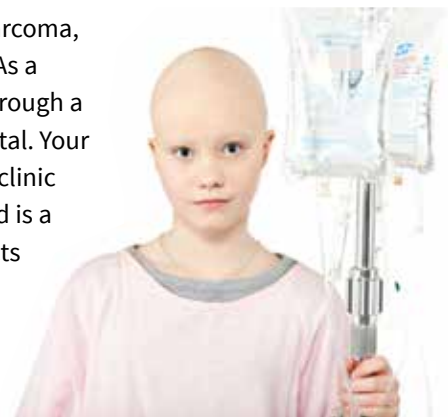 rcoma,
As a
rough a
tal. Your
clinic
d is a
ts